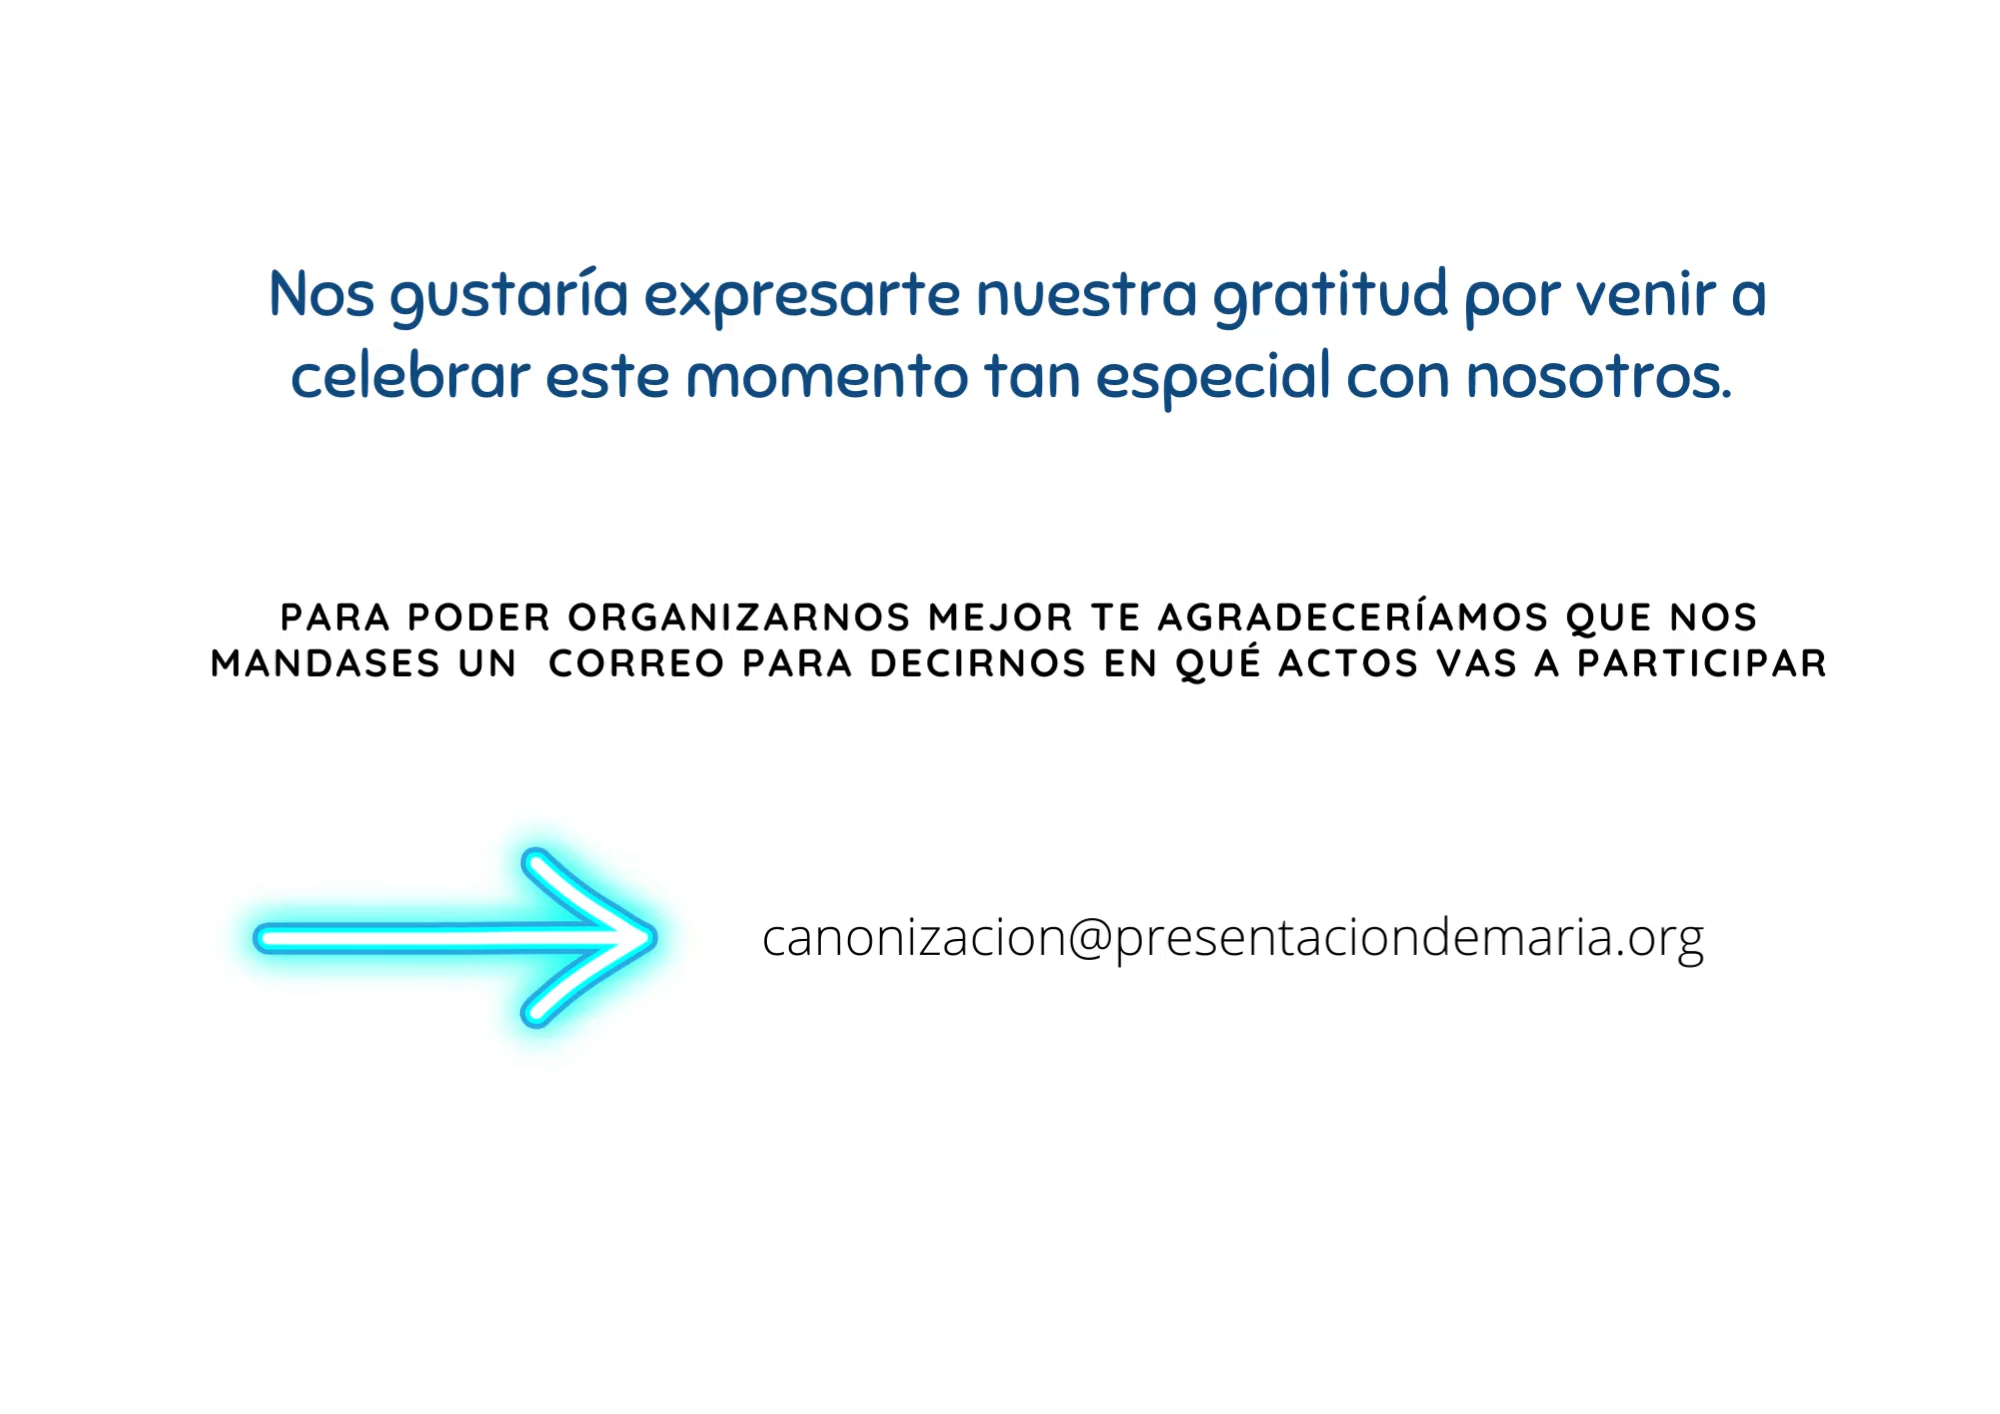 Nos gustaría expresarte nuestra gratitud por venir a
celebrar este momento tan especial con nosotros.
PARA PODER ORGANIZARNOS MEJOR TE AGRADECERÍAMOS QUE NOS
MANDASES UN  CORREO PARA DECIRNOS EN QUÉ ACTOS VAS A PARTICIPAR
canonizacion@presentaciondemaria.org